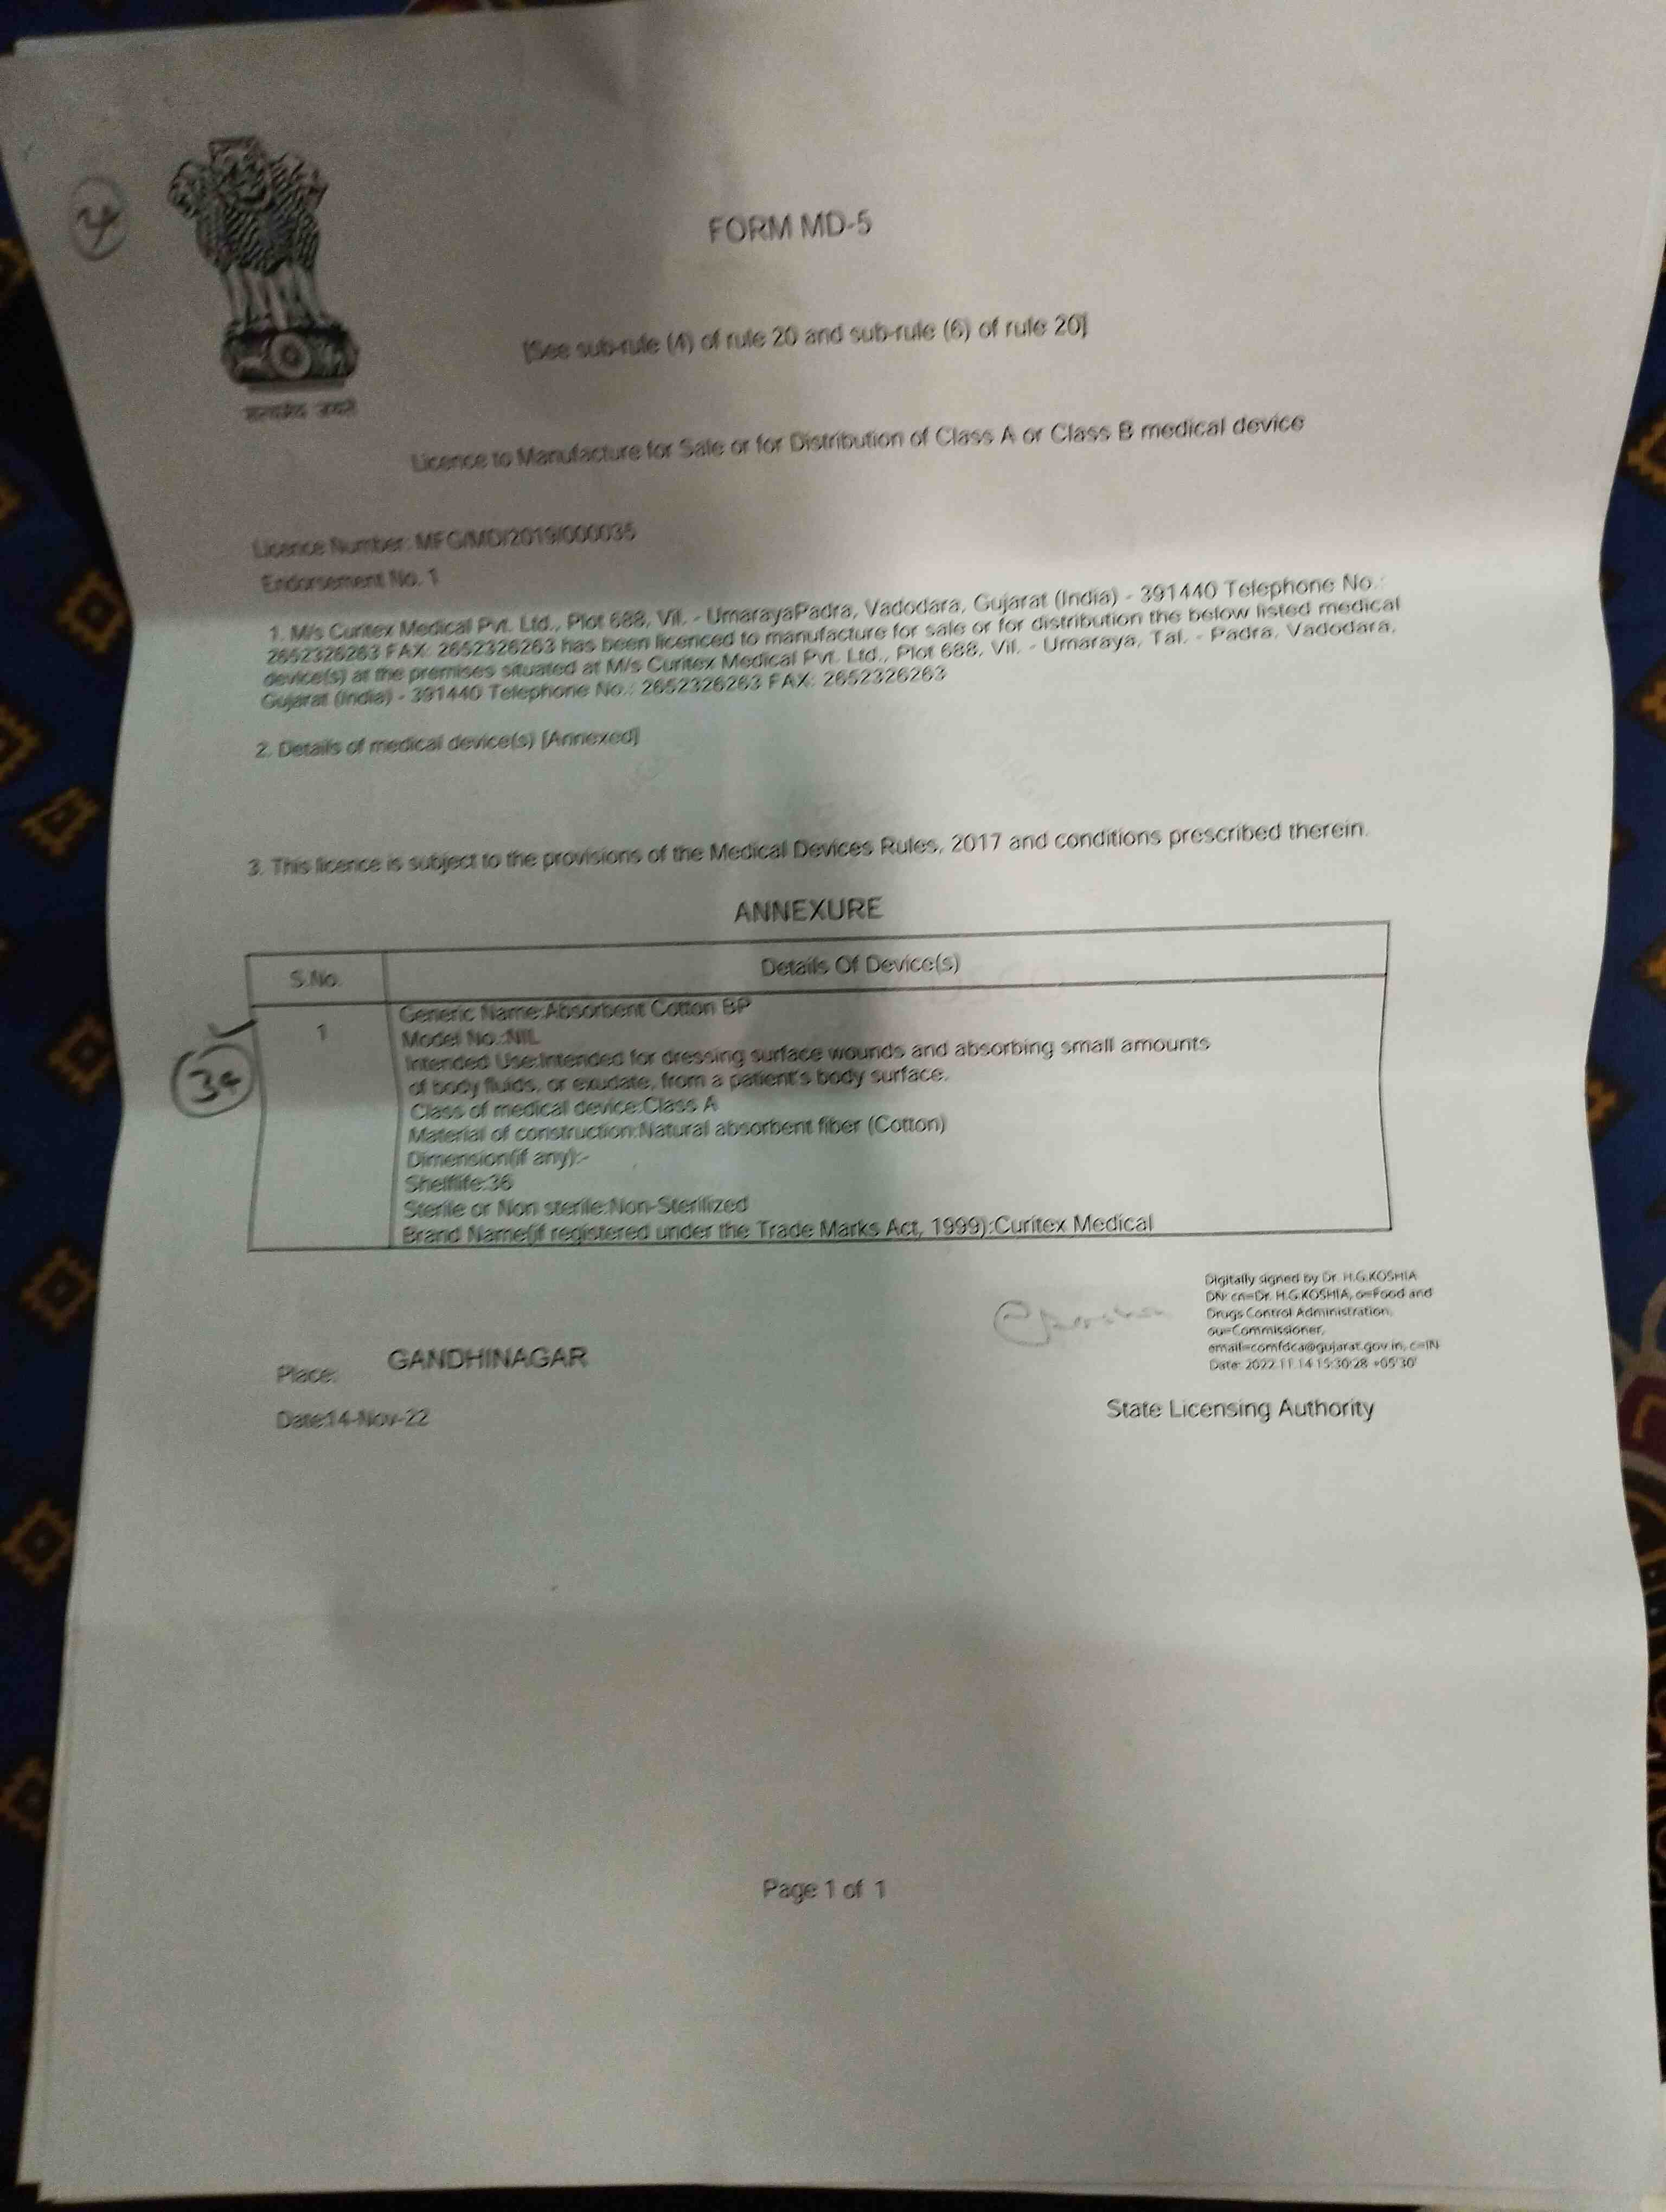 4
सत्यमेव जयते
FORM MD-5
[See sub-rule (4) of rule 20 and sub-rule (6) of rule 20]
Licence to Manufacture for Sale or for Distribution of Class A or Class B medical device
Licence Number: MFG/MD/2019/000035
Endorsement No. 1
1. M/s Curitex Medical Pvt. Ltd., Plot 688, Vil. - UmarayaPadra, Vadodara, Gujarat (India) - 391440 Telephone No.:
2652326263 FAX: 2652326263 has been licenced to manufacture for sale or for distribution the below listed medical
device(s) at the premises situated at M/s Curitex Medical Pvt. Ltd., Plot 688, Vil. - Umaraya, Tal. - Padra, Vadodara,
Gujarat (India) - 391440 Telephone No.: 2652326263 FAX: 2652326263
2. Details of medical device(s) [Annexed]
3. This licence is subject to the provisions of the Medical Devices Rules, 2017 and conditions prescribed therein.
ANNEXURE
S.No.
Details Of Device(s)
1
Generic Name:Absorbent Cotton BP
Model No.:NIL
Intended Use:Intended for dressing surface wounds and absorbing small amounts
of body fluids, or exudate, from a patient's body surface.
Class of medical device:Class A
Material of construction:Natural absorbent fiber (Cotton)
Dimension(if any):-
Shelflife:36
Sterile or Non sterile:Non-Sterilized
Brand Name(if registered under the Trade Marks Act, 1999):Curitex Medical
Digitally signed by Dr. H.G.KOSHIA
DN: cn=Dr. H.G.KOSHIA, o=Food and
Drugs Control Administration,
ou=Commissioner,
email=comfdca@gujarat.gov.in, c=IN
Date: 2022.11.14 15:30:28 +05'30'
Place: GANDHINAGAR
Date:14-Nov-22
State Licensing Authority
Page 1 of 1